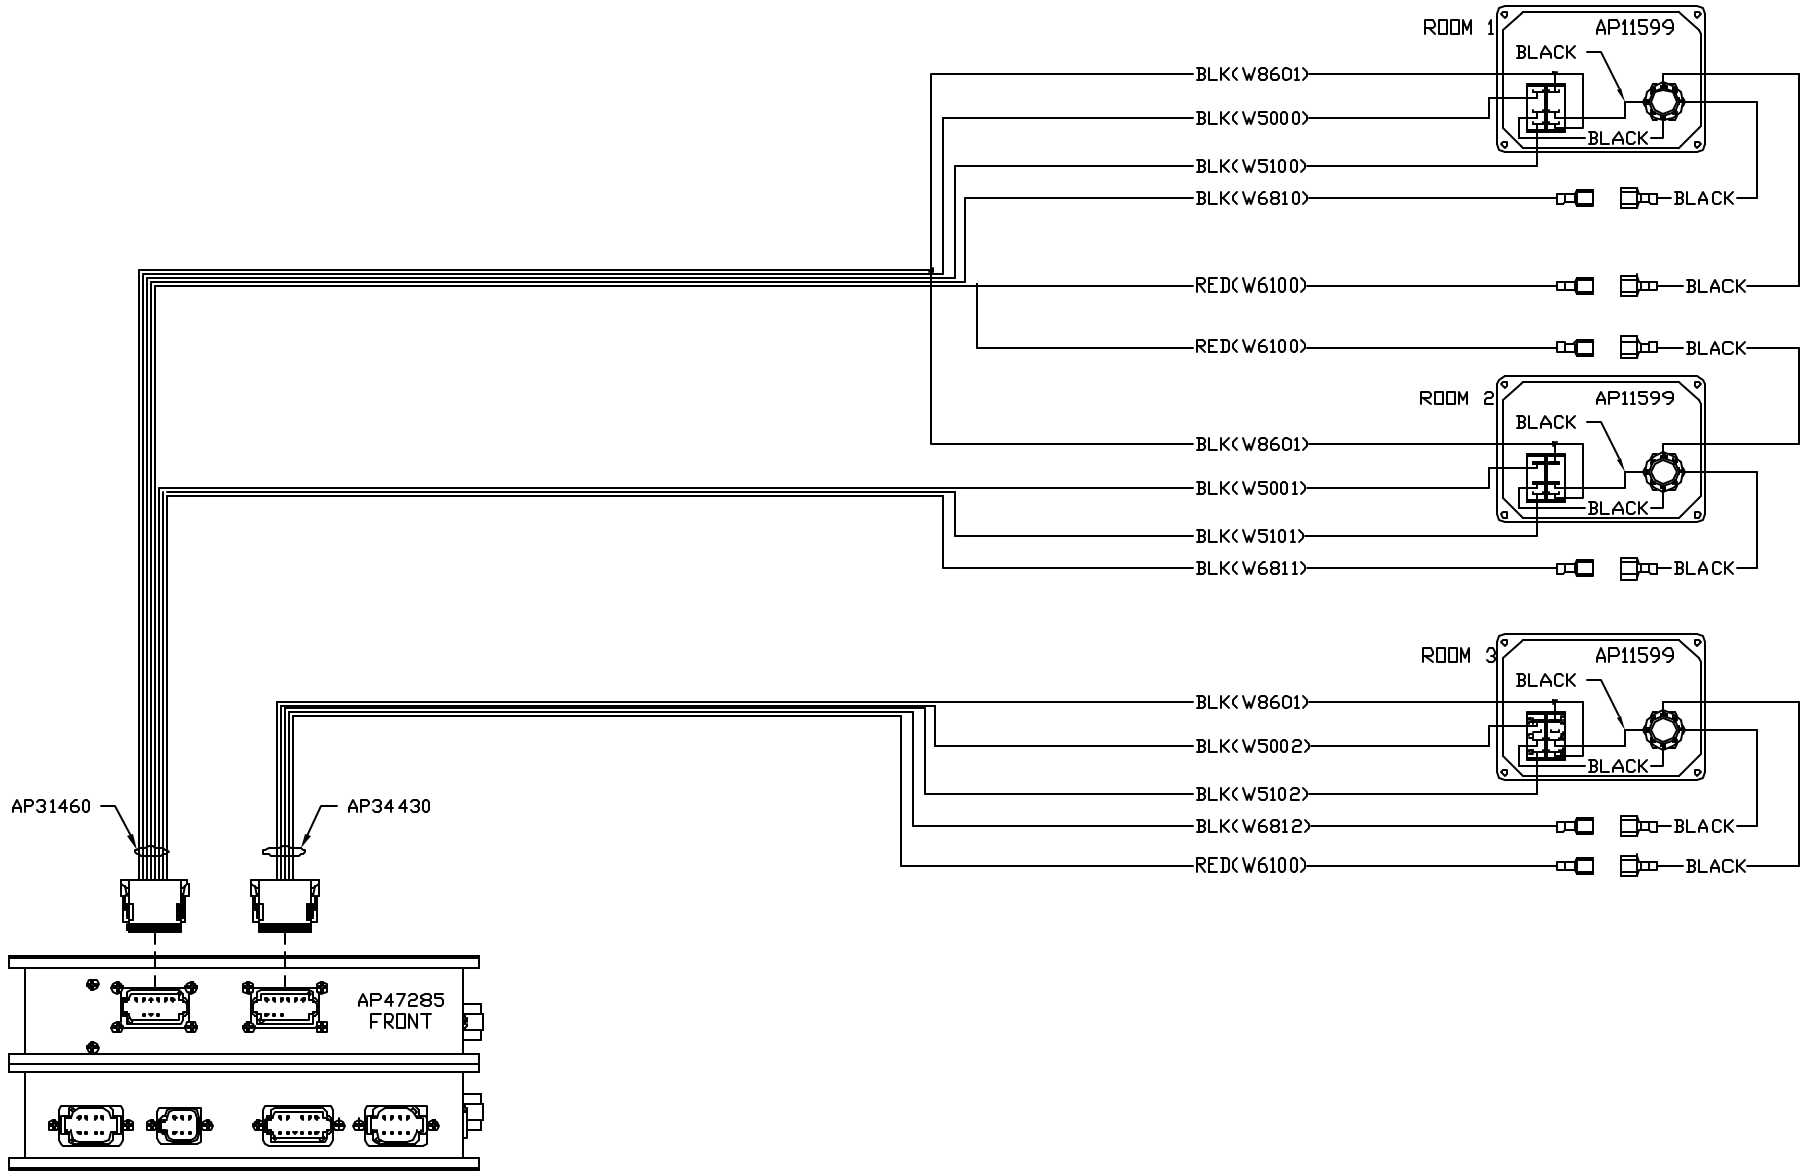 ROOM 1
AP11599
BLACK
BLK(W8601)
BLK(W5000)
BLACK
BLK(W5100)
BLK(W6810)
BLACK
RED(W6100)
BLACK
RED(W6100)
BLACK
ROOM 2
AP11599
BLACK
BLK(W8601)
BLK(W5001)
BLACK
BLK(W5101)
BLK(W6811)
BLACK
ROOM 3
AP11599
BLACK
BLK(W8601)
BLK(W5002)
BLACK
BLK(W5102)
BLK(W6812)
BLACK
RED(W6100)
BLACK
AP31460
AP34430
AP47285
FRONT